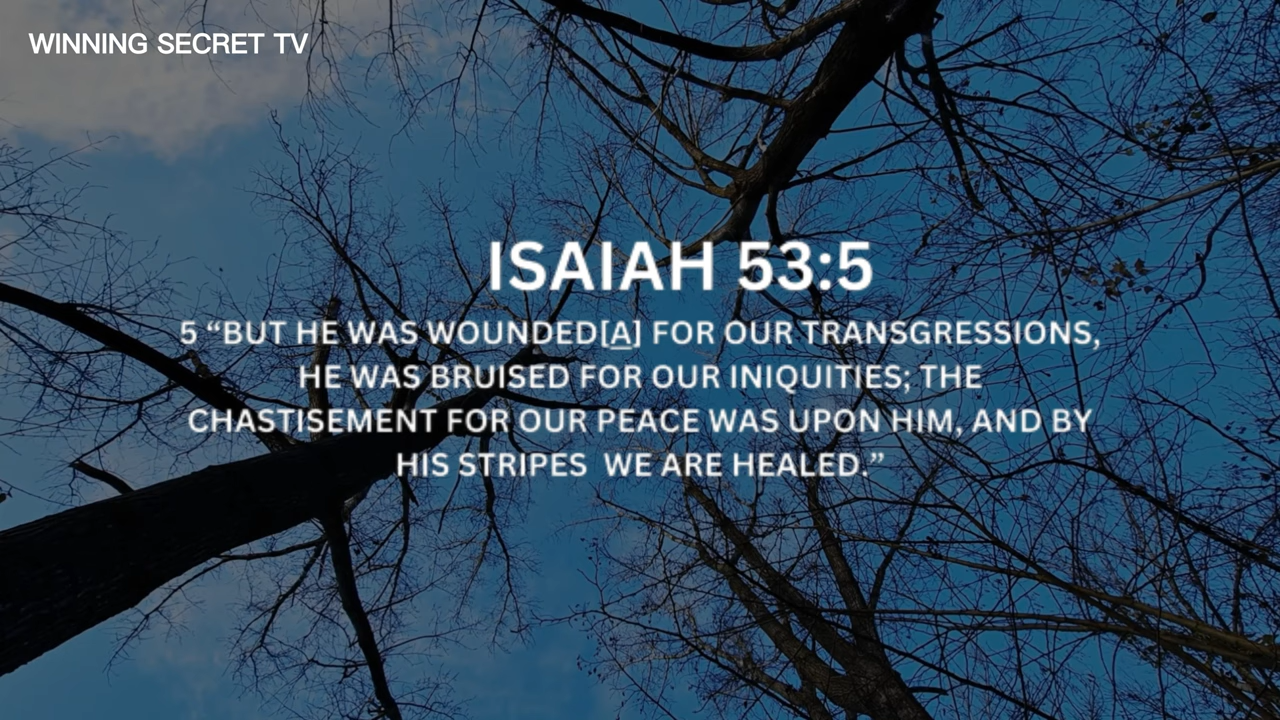 WINNING SECRET TV
ISAIAH 53:5
5 “BUT HE WAS WOUNDED[A] FOR OUR TRANSGRESSIONS,
HE WAS BRUISED FOR OUR INIQUITIES; THE
CHASTISEMENT FOR OUR PEACE WAS UPON HIM, AND BY
HIS STRIPES  WE ARE HEALED.”